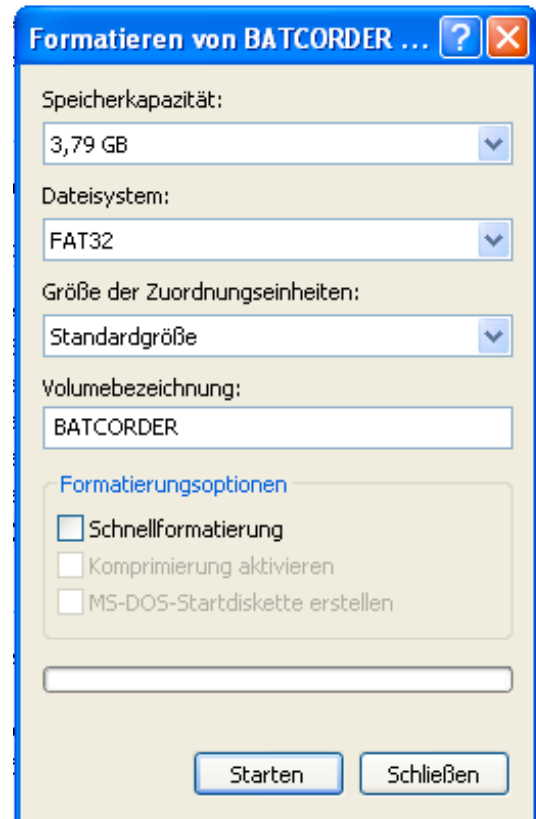 Formatieren von BATCORDER ...
Speicherkapazität:
3,79 GB
Dateisystem:
FAT32
Größe der Zuordnungseinheiten:
Standardgröße
Volumebezeichnung:
BATCORDER
Formatierungsoptionen
Schnellformatierung
Komprimierung aktivieren
MS-DOS-Startdiskette erstellen
Starten Schließen